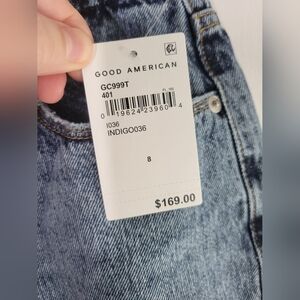 GOOD AMERICAN
GC999T
401
0 19624 23960 4
I036
INDIGO036
8
$169.00